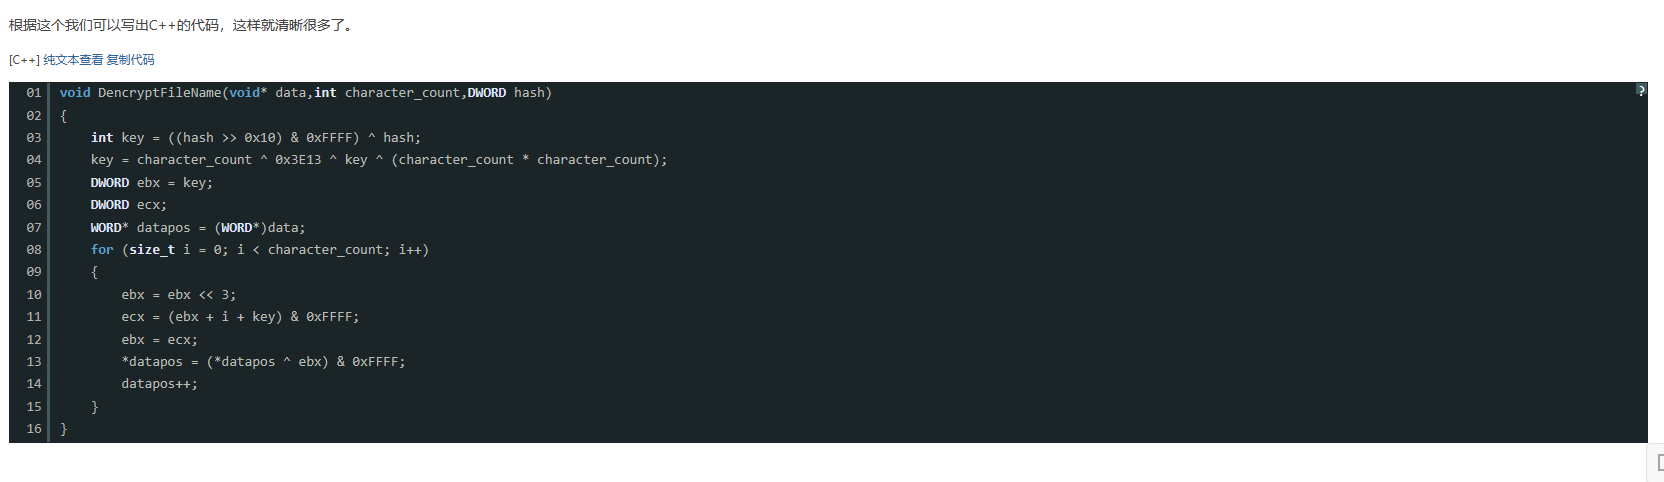 根据这个我们可以写出C++的代码，这样就清晰很多了。
[C++] 纯文本查看 复制代码
?
01 void DencryptFileName(void* data,int character_count,DWORD hash)
02 {
03     int key = ((hash >> 0x10) & 0xFFFF) ^ hash;
04     key = character_count ^ 0x3E13 ^ key ^ (character_count * character_count);
05     DWORD ebx = key;
06     DWORD ecx;
07     WORD* datapos = (WORD*)data;
08     for (size_t i = 0; i < character_count; i++)
09     {
10         ebx = ebx << 3;
11         ecx = (ebx + i + key) & 0xFFFF;
12         ebx = ecx;
13         *datapos = (*datapos ^ ebx) & 0xFFFF;
14         datapos++;
15     }
16 }